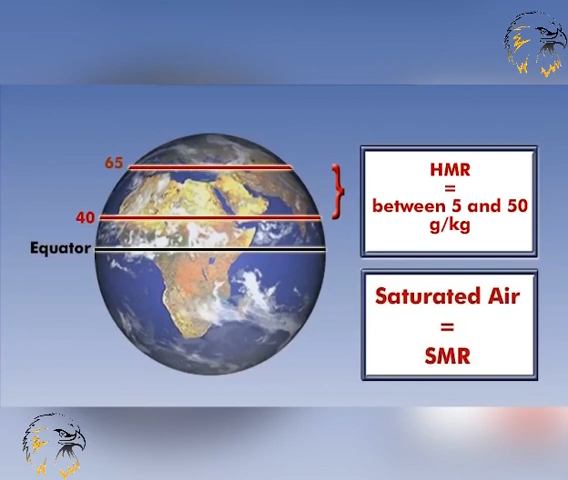 65
40
Equator
HMR
=
between 5 and 50
g/kg
Saturated Air
=
SMR